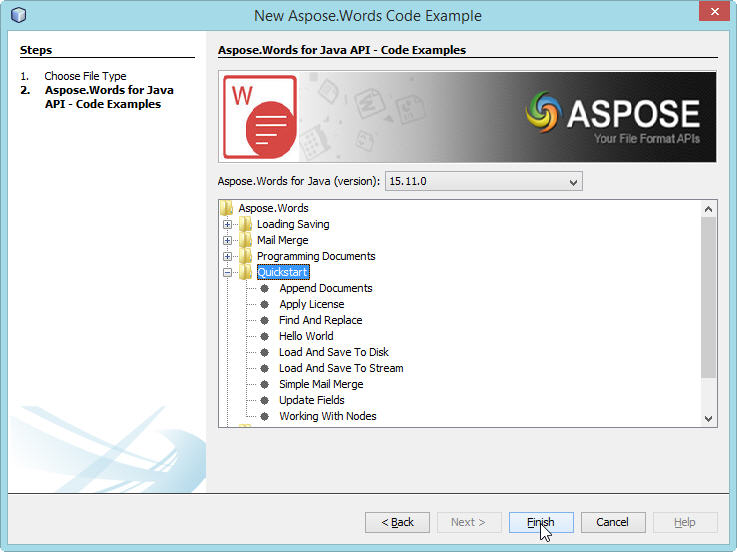 New Aspose.Words Code Example
Steps
1. Choose File Type
2. Aspose.Words for Java
API - Code Examples
Aspose.Words for Java API - Code Examples
W
ASPOSE
Your File Format APIs
Aspose.Words for Java (version): 15.11.0
Aspose.Words
Loading Saving
Mail Merge
Programming Documents
Quickstart
Append Documents
Apply License
Find And Replace
Hello World
Load And Save To Disk
Load And Save To Stream
Simple Mail Merge
Update Fields
Working With Nodes
< Back
Next >
Finish
Cancel
Help